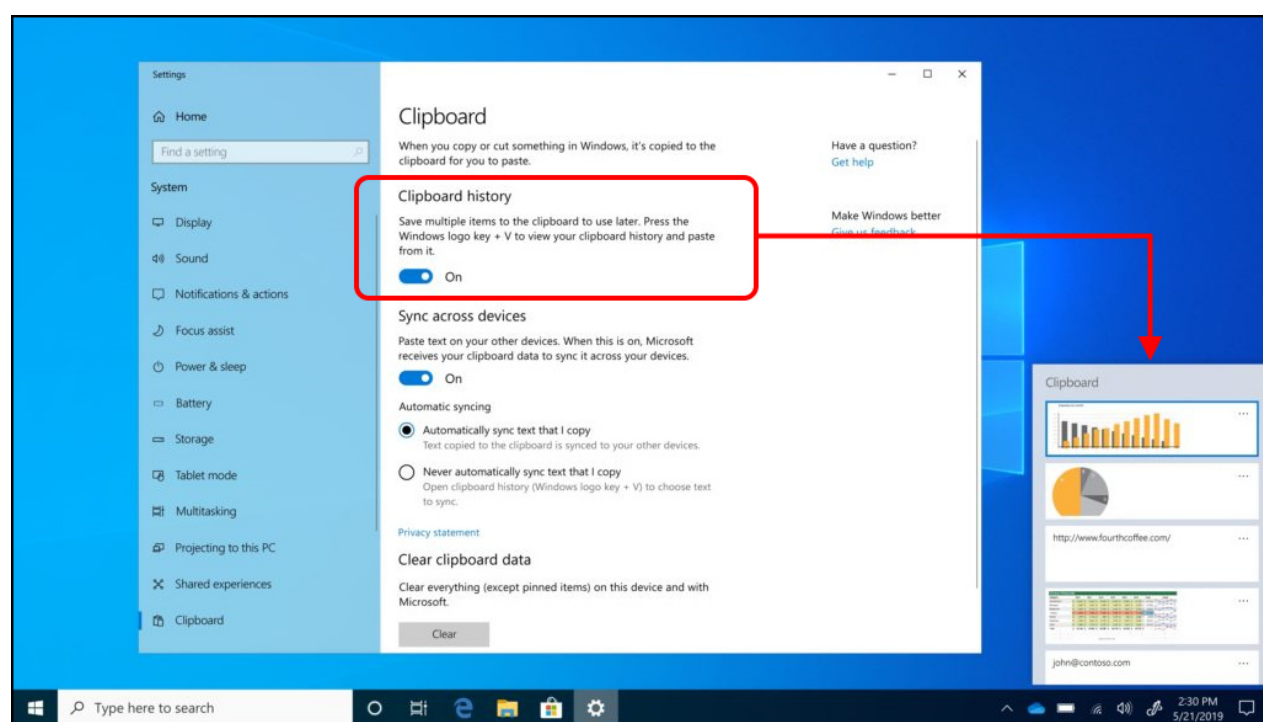 Settings
Home
Find a setting
System
Display
Sound
Notifications & actions
Focus assist
Power & sleep
Battery
Storage
Tablet mode
Multitasking
Projecting to this PC
Shared experiences
Clipboard
Clipboard
When you copy or cut something in Windows, it's copied to the
clipboard for you to paste.
Clipboard history
Save multiple items to the clipboard to use later. Press the
Windows logo key + V to view your clipboard history and paste
from it.
On
Sync across devices
Paste text on your other devices. When this is on, Microsoft
receives your clipboard data to sync it across your devices.
On
Automatic syncing
Automatically sync text that I copy
Text copied to the clipboard is synced to your other devices.
Never automatically sync text that I copy
Open clipboard history (Windows logo key + V) to choose text
to sync.
Privacy statement
Clear clipboard data
Clear everything (except pinned items) on this device and with
Microsoft.
Clear
Have a question?
Get help
Make Windows better
Give us feedback
Clipboard
http://www.fourthcoffee.com/
john@contoso.com
Type here to search
2:30 PM
5/21/2019